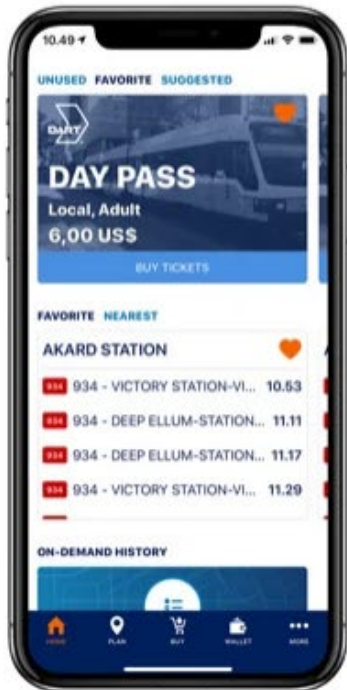 10.49
UNUSED FAVORITE SUGGESTED
DART
DAY PASS
Local, Adult
6,00 US$
BUY TICKETS
FAVORITE NEAREST
AKARD STATION
934 934 - VICTORY STATION-VI... 10.53
934 934 - DEEP ELLUM-STATION... 11.11
934 934 - DEEP ELLUM-STATION... 11.17
934 934 - VICTORY STATION-VI... 11.29
ON-DEMAND HISTORY
HOME PLAN BUY WALLET MORE